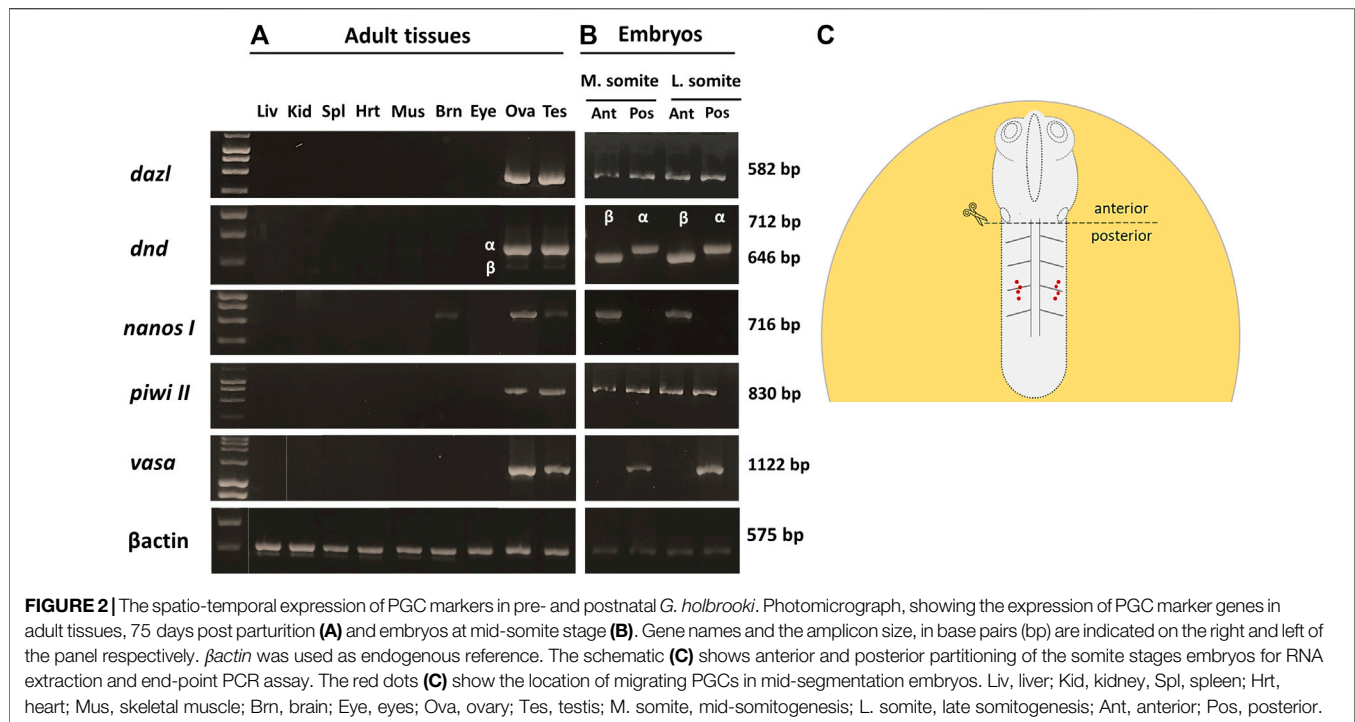 A Adult tissues B Embryos C
M. somite L. somite
Liv Kid Spl Hrt Mus Brn Eye Ova Tes Ant Pos Ant Pos
dazl 582 bp
dnd α β β α β α 712 bp 646 bp
nanos I 716 bp
piwi II 830 bp
vasa 1122 bp
βactin 575 bp
anterior
posterior
FIGURE 2 | The spatio-temporal expression of PGC markers in pre- and postnatal G. holbrooki. Photomicrograph, showing the expression of PGC marker genes in
adult tissues, 75 days post parturition (A) and embryos at mid-somite stage (B). Gene names and the amplicon size, in base pairs (bp) are indicated on the right and left of
the panel respectively. βactin was used as endogenous reference. The schematic (C) shows anterior and posterior partitioning of the somite stages embryos for RNA
extraction and end-point PCR assay. The red dots (C) show the location of migrating PGCs in mid-segmentation embryos. Liv, liver; Kid, kidney, Spl, spleen; Hrt,
heart; Mus, skeletal muscle; Brn, brain; Eye, eyes; Ova, ovary; Tes, testis; M. somite, mid-somitogenesis; L. somite, late somitogenesis; Ant, anterior; Pos, posterior.